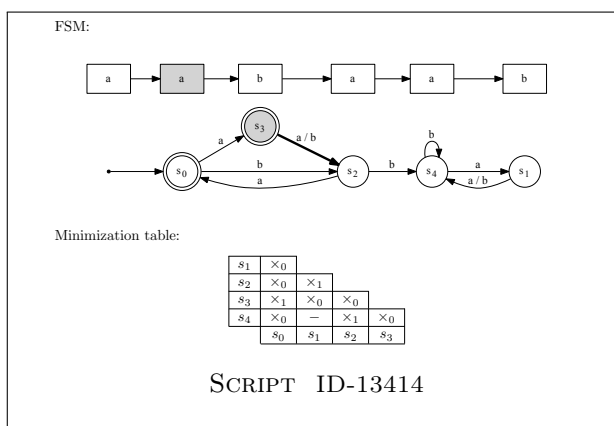 FSM:
a a b a a b
s3
a a / b b b
s0 b s2 b s4 a s1
a a / b
Minimization table:
s1 ×0
s2 ×0 ×1
s3 ×1 ×0 ×0
s4 ×0 − ×1 ×0
s0 s1 s2 s3
SCRIPT ID-13414